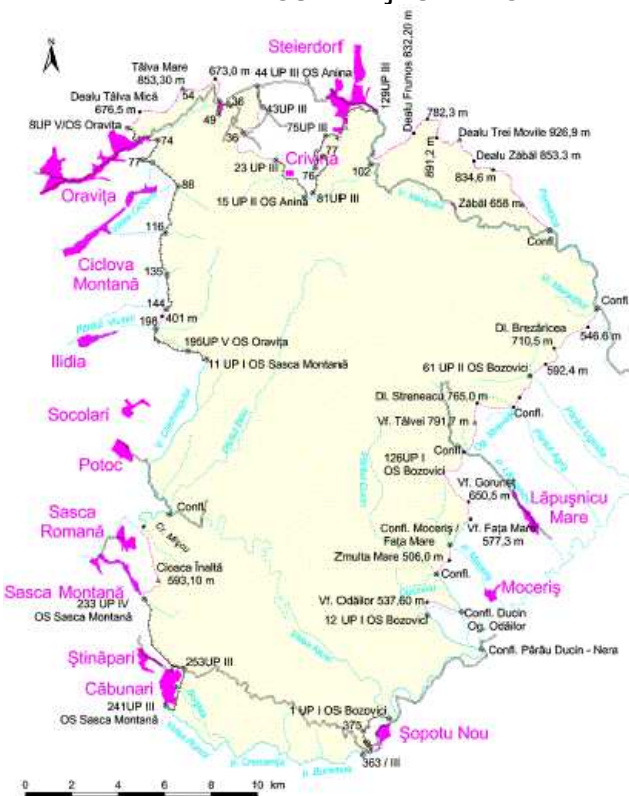 Steierdorf
N
Tâlva Mare
853,30 m
673,0 m
44 UP III OS Anina
129UP III
Dealu Frumos 832,20 m
54
Dealu Tâlva Mică
676,5 m
36
43UP III
782,3 m
49
8UP V/OS Oravița
36
75UP III
Dealu Trei Movile 926,9 m
74
77
891,2 m
Dealu Zăbăl 853,3 m
77
Crivina
23 UP III
76
102
834,6 m
Oravița
88
15 UP II OS Anina
81UP III
Zăbăl 658 m
116
Confl.
Ciclova
Montană
135
144
401 m
Confl.
198
Dl. Brezăricea
710,5 m
546,6 m
Ilidia
195UP V OS Oravița
11 UP I OS Sasca Montană
592,4 m
61 UP II OS Bozovici
Dl. Streneacu 765,0 m
Confl.
Socolari
Vf. Tâlvei 791,7 m
Potoc
Confl.
126UP I
OS Bozovici
Vf. Goruneț
650,5 m
Lăpușnicu
Mare
Sasca
Romană
Confl.
Cr. Mișcu
Vf. Fața Mare
577,3 m
Confl. Moceriș /
Fața Mare
Cioaca Înaltă
593,10 m
Zmulta Mare 506,0 m
Confl.
Moceriș
Sasca Montană
233 UP IV
OS Sasca Montană
Vf. Odăilor 537,60 m
12 UP I OS Bozovici
Confl. Ducin
Og. Odăilor
Știnăpari
253UP III
Confl. Părău Ducin - Nera
Căbunari
241UP III
OS Sasca Montană
1 UP I OS Bozovici
375
Șopotu Nou
363 / III
0 2 4 6 8 10 km